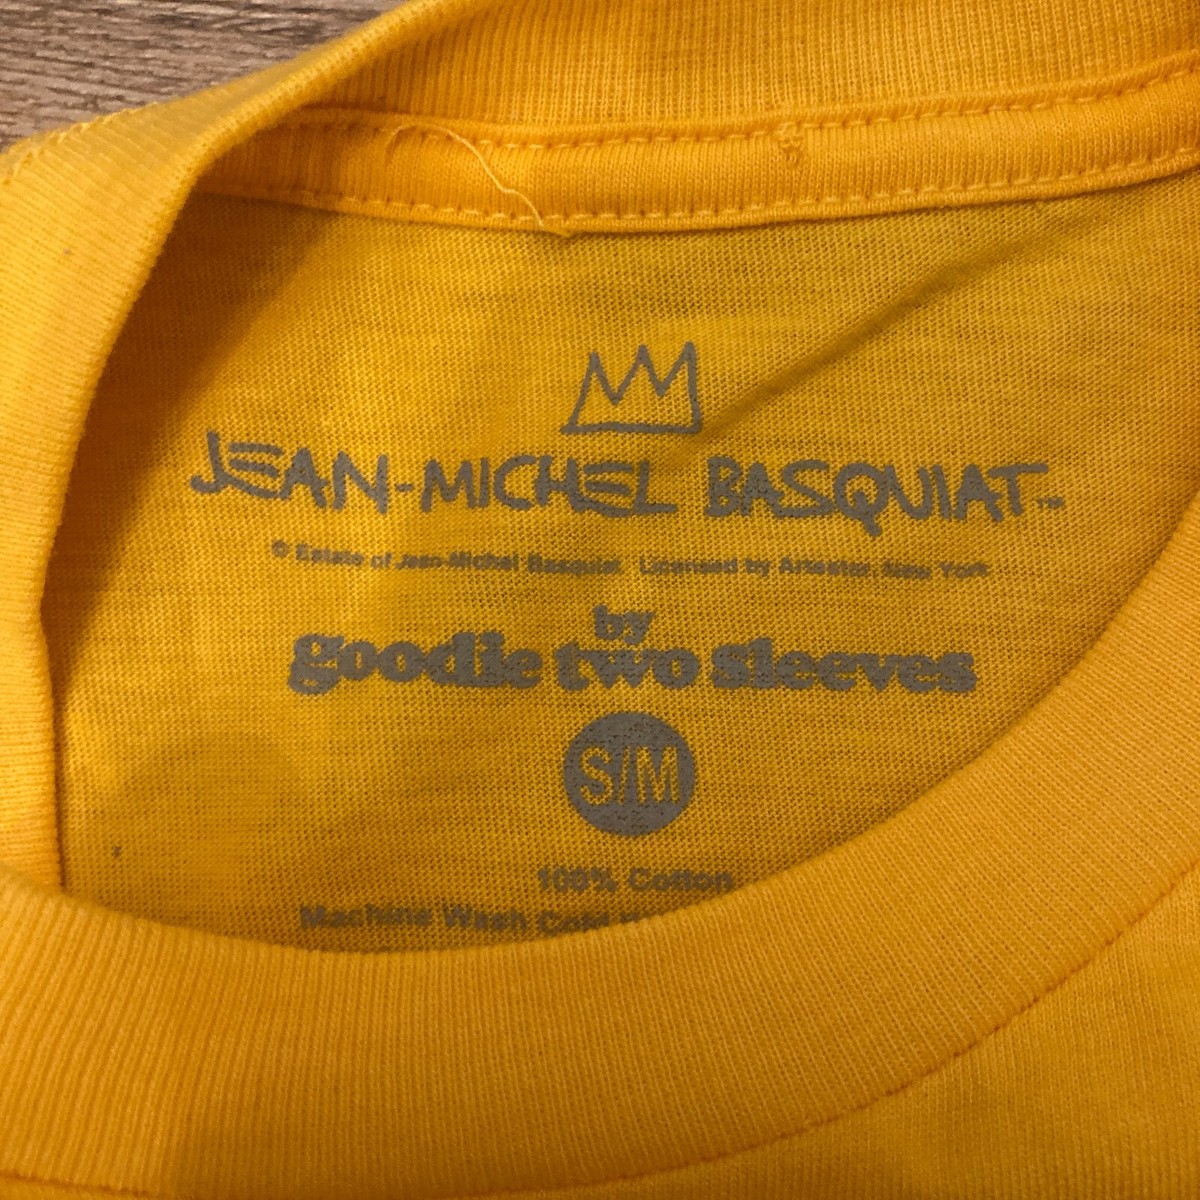 JEAN-MICHEL BASQUIAT™
© Estate of Jean-Michel Basquiat Licensed by Artestar, New York
by
goodie two sleeves
S/M
100% Cotton
Machine Wash Cold